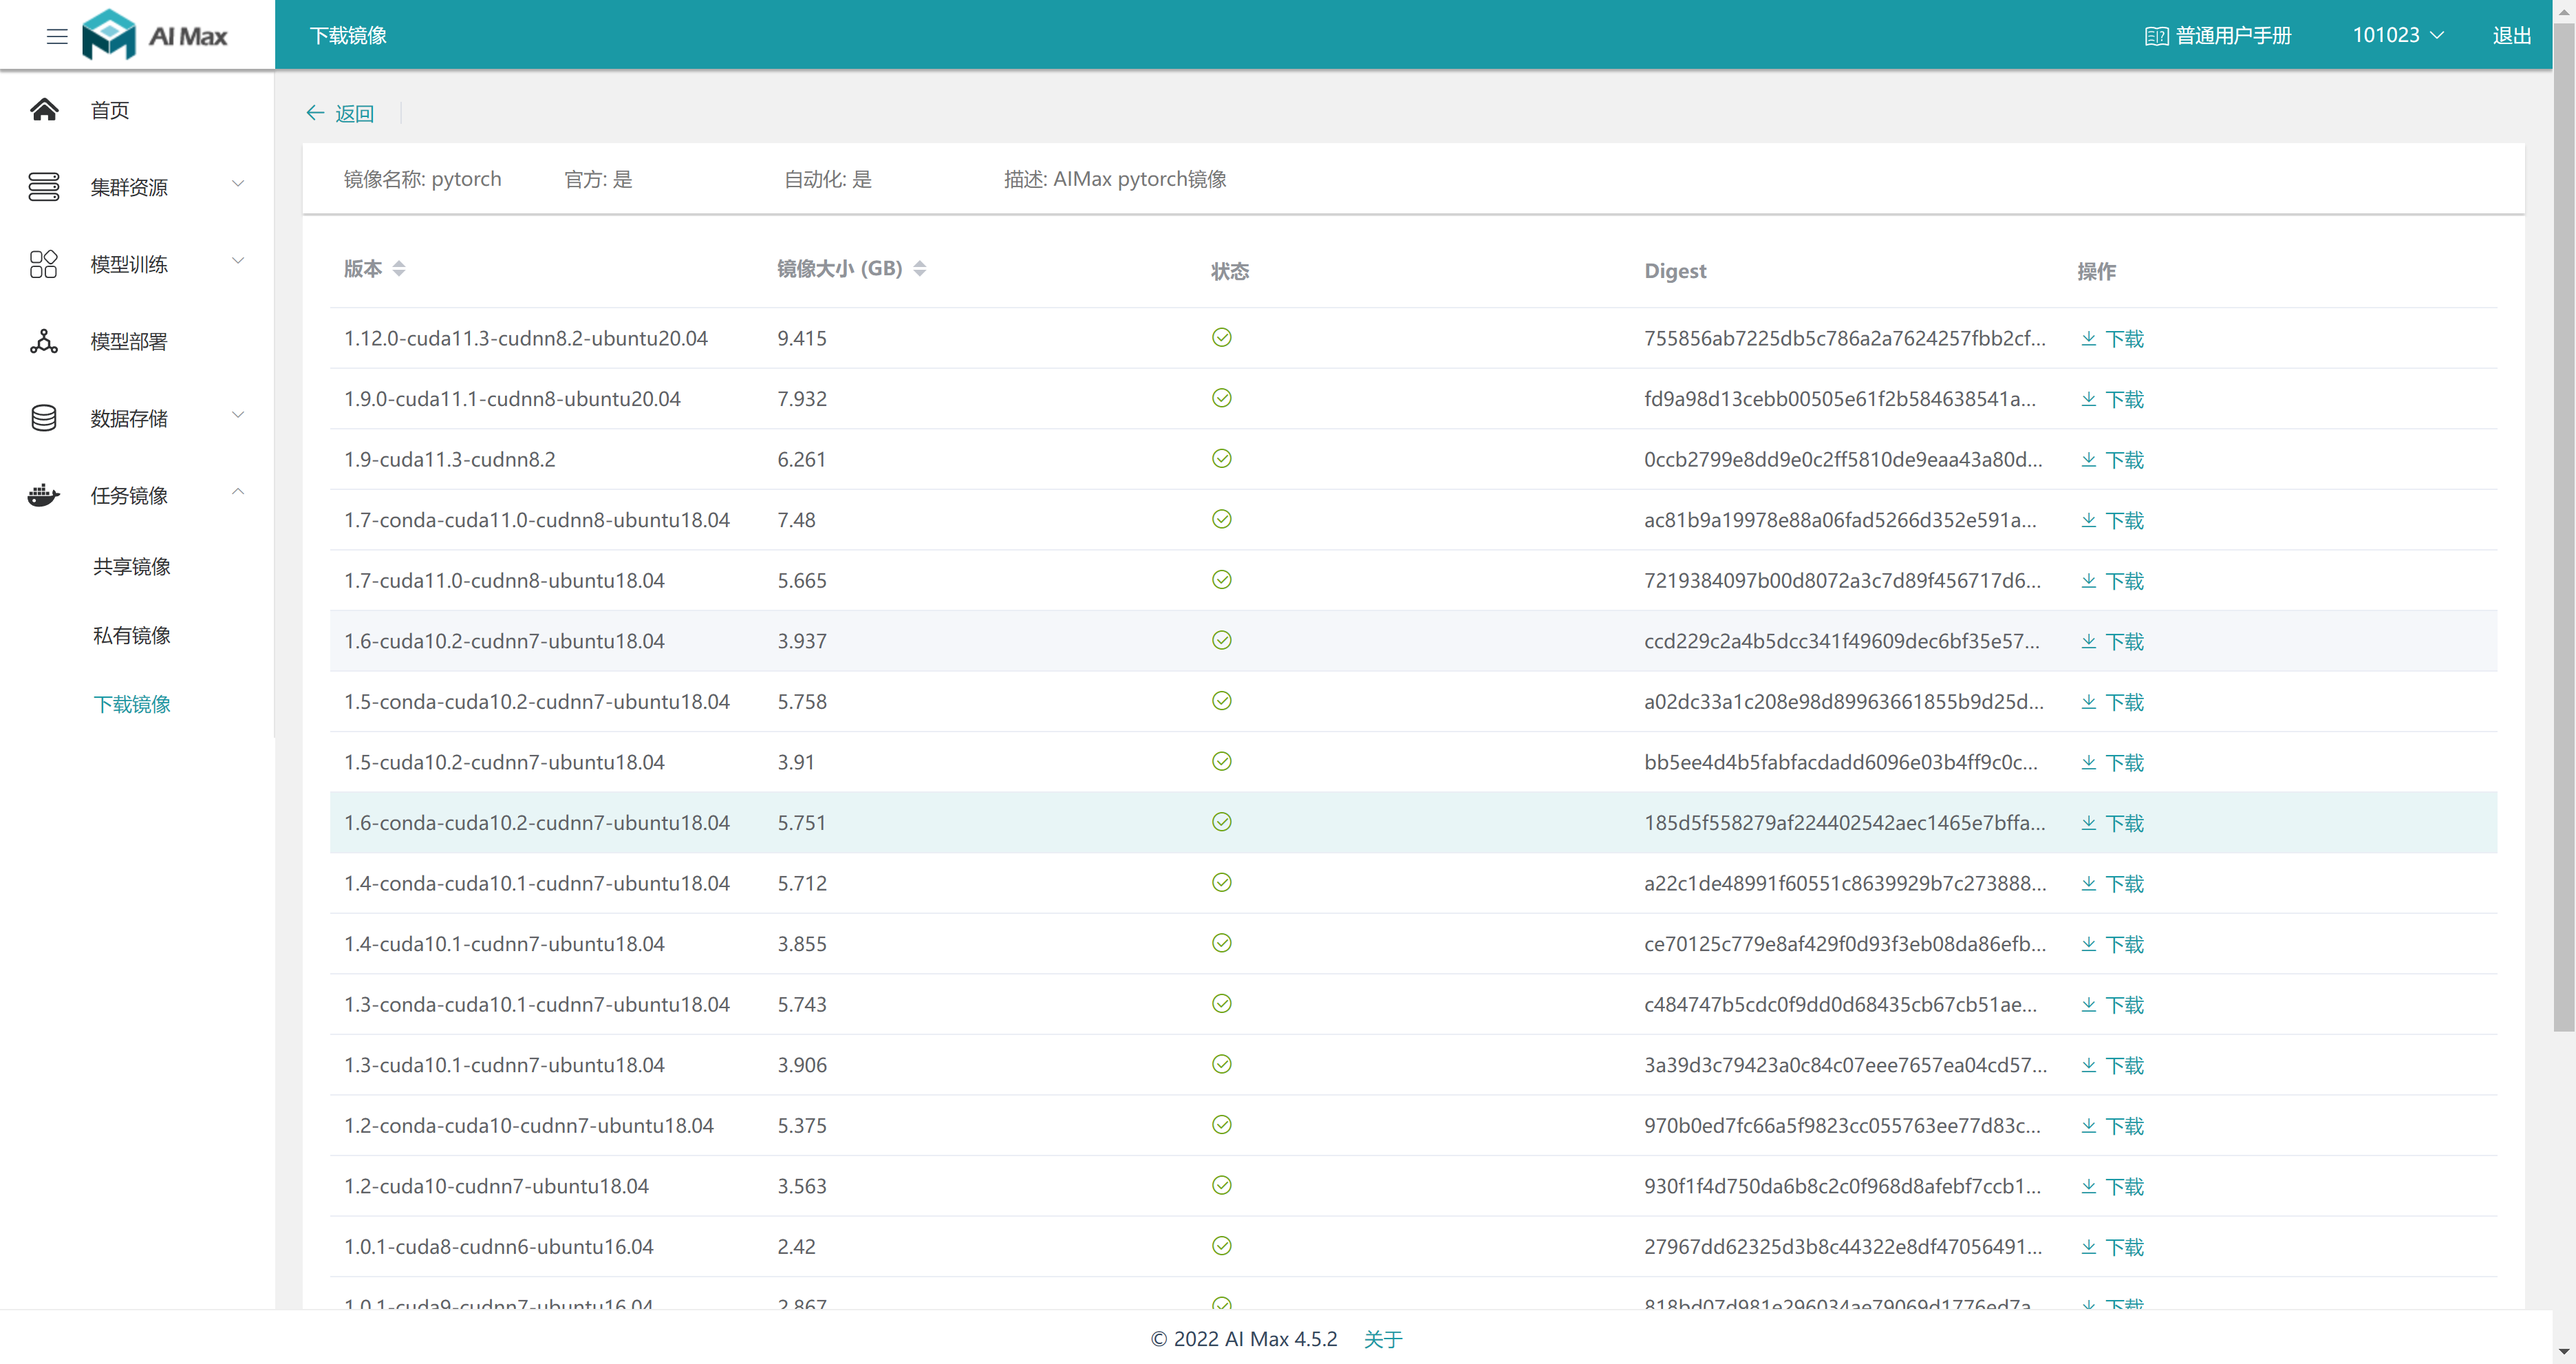 AI Max
下载镜像
普通用户手册
101023
退出
首页
集群资源
模型训练
模型部署
数据存储
任务镜像
共享镜像
私有镜像
下载镜像
返回
镜像名称: pytorch 官方: 是 自动化: 是 描述: AIMax pytorch镜像
版本 镜像大小 (GB) 状态 Digest 操作
1.12.0-cuda11.3-cudnn8.2-ubuntu20.04 9.415 755856ab7225db5c786a2a7624257fbb2cf... 下载
1.9.0-cuda11.1-cudnn8-ubuntu20.04 7.932 fd9a98d13cebb00505e61f2b584638541a... 下载
1.9-cuda11.3-cudnn8.2 6.261 0ccb2799e8dd9e0c2ff5810de9eaa43a80d... 下载
1.7-conda-cuda11.0-cudnn8-ubuntu18.04 7.48 ac81b9a19978e88a06fad5266d352e591a... 下载
1.7-cuda11.0-cudnn8-ubuntu18.04 5.665 7219384097b00d8072a3c7d89f456717d6... 下载
1.6-cuda10.2-cudnn7-ubuntu18.04 3.937 ccd229c2a4b5dcc341f49609dec6bf35e57... 下载
1.5-conda-cuda10.2-cudnn7-ubuntu18.04 5.758 a02dc33a1c208e98d89963661855b9d25d... 下载
1.5-cuda10.2-cudnn7-ubuntu18.04 3.91 bb5ee4d4b5fabfacdadd6096e03b4ff9c0c... 下载
1.6-conda-cuda10.2-cudnn7-ubuntu18.04 5.751 185d5f558279af224402542aec1465e7bffa... 下载
1.4-conda-cuda10.1-cudnn7-ubuntu18.04 5.712 a22c1de48991f60551c8639929b7c273888... 下载
1.4-cuda10.1-cudnn7-ubuntu18.04 3.855 ce70125c779e8af429f0d93f3eb08da86efb... 下载
1.3-conda-cuda10.1-cudnn7-ubuntu18.04 5.743 c484747b5cdc0f9dd0d68435cb67cb51ae... 下载
1.3-cuda10.1-cudnn7-ubuntu18.04 3.906 3a39d3c79423a0c84c07eee7657ea04cd57... 下载
1.2-conda-cuda10-cudnn7-ubuntu18.04 5.375 970b0ed7fc66a5f9823cc055763ee77d83c... 下载
1.2-cuda10-cudnn7-ubuntu18.04 3.563 930f1f4d750da6b8c2c0f968d8afebf7ccb1... 下载
1.0.1-cuda8-cudnn6-ubuntu16.04 2.42 27967dd62325d3b8c44322e8df47056491... 下载
1.0.1-cuda9-cudnn7-ubuntu16.04 2.867 818bd07d981e296034ae79069d1776ed7a... 下载
© 2022 AI Max 4.5.2 关于